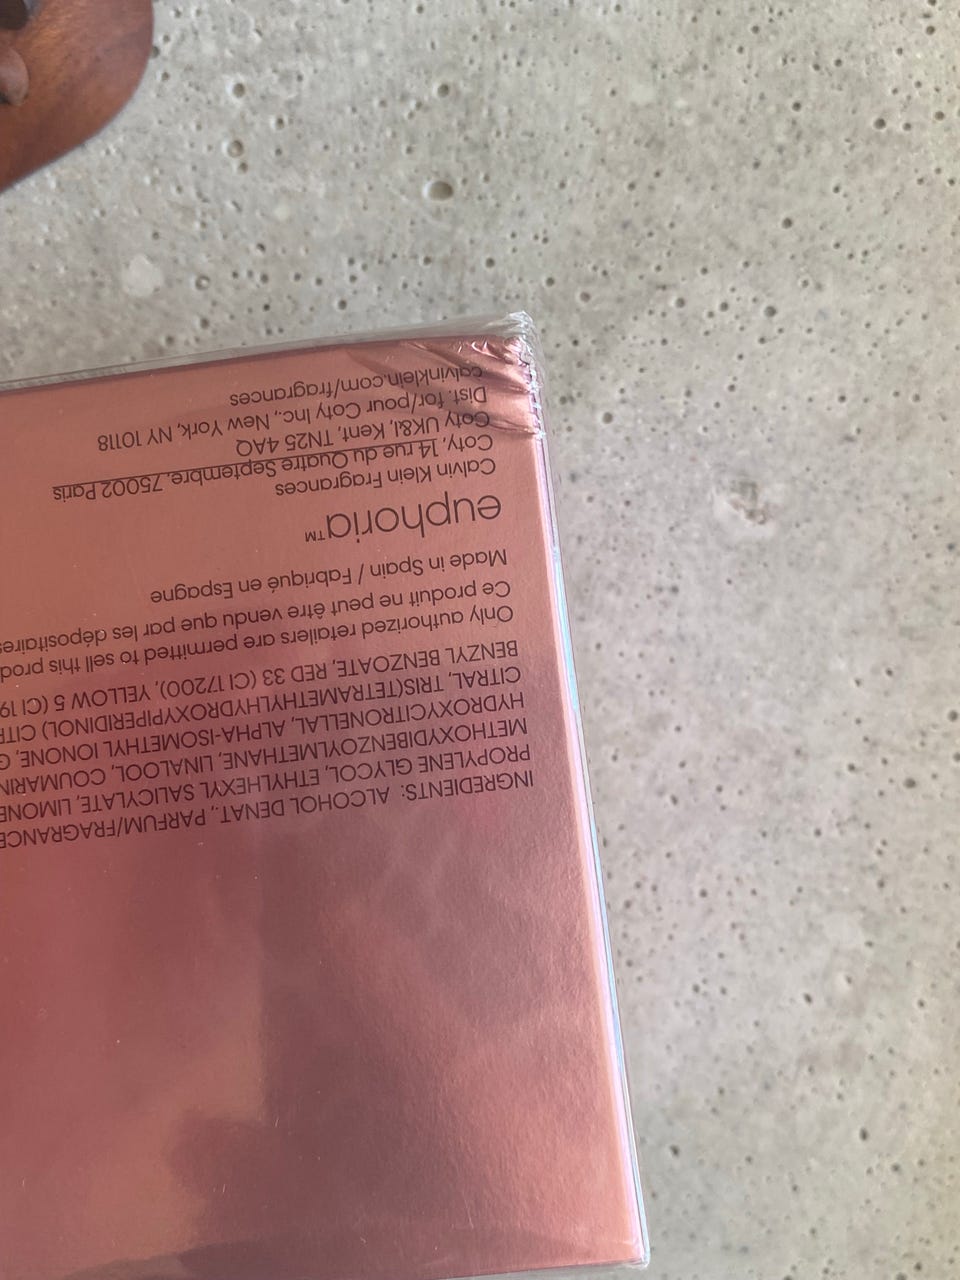 INGREDIENTS: ALCOHOL DENAT., PARFUM/FRAGRANCE
PROPYLENE GLYCOL, ETHYLHEXYL SALICYLATE, LIMONE
METHOXYDIBENZOYLMETHANE, LINALOOL, COUMARIN
HYDROXYCITRONELLAL, ALPHA-ISOMETHYL IONONE, G
CITRAL, TRIS(TETRAMETHYLHYDROXYPIPERIDINOL) CITR
BENZYL BENZOATE, RED 33 (CI 17200), YELLOW 5 (CI 19
Only authorized retailers are permitted to sell this prod
Ce produit ne peut être vendu que par les dépositaires
Made in Spain / Fabriqué en Espagne
euphoria™
Calvin Klein Fragrances
Coty, 14 rue du Quatre Septembre, 75002 Paris
Coty UK&I, Kent, TN25 4AQ
Dist. for/pour Coty Inc., New York, NY 10118
calvinklein.com/fragrances